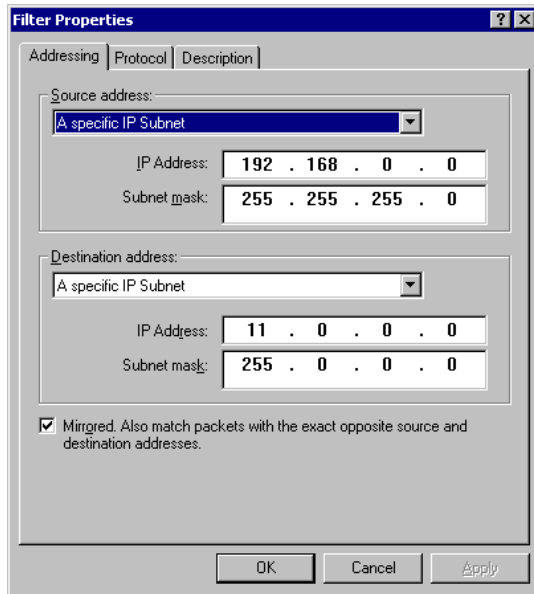 Filter Properties
Addressing Protocol Description
Source address:
A specific IP Subnet
IP Address: 192 . 168 . 0 . 0
Subnet mask: 255 . 255 . 255 . 0
Destination address:
A specific IP Subnet
IP Address: 11 . 0 . 0 . 0
Subnet mask: 255 . 0 . 0 . 0
Mirrored. Also match packets with the exact opposite source and
destination addresses.
OK Cancel Apply